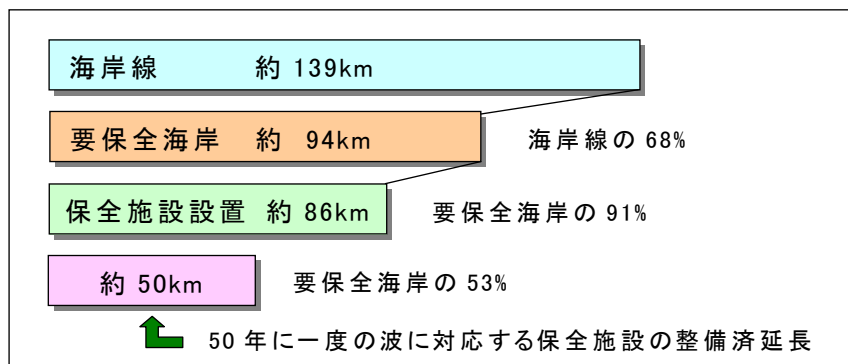 海岸線 約 139km
要保全海岸 約 94km 海岸線の 68%
保全施設設置 約 86km 要保全海岸の 91%
約 50km 要保全海岸の 53%
50 年に一度の波に対応する保全施設の整備済延長